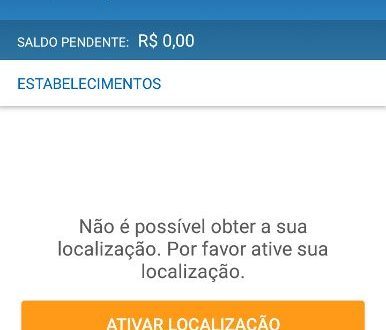 SALDO PENDENTE: R$ 0,00
ESTABELECIMENTOS
Não é possível obter a sua
localização. Por favor ative sua
localização.
ATIVAR LOCALIZAÇÃO